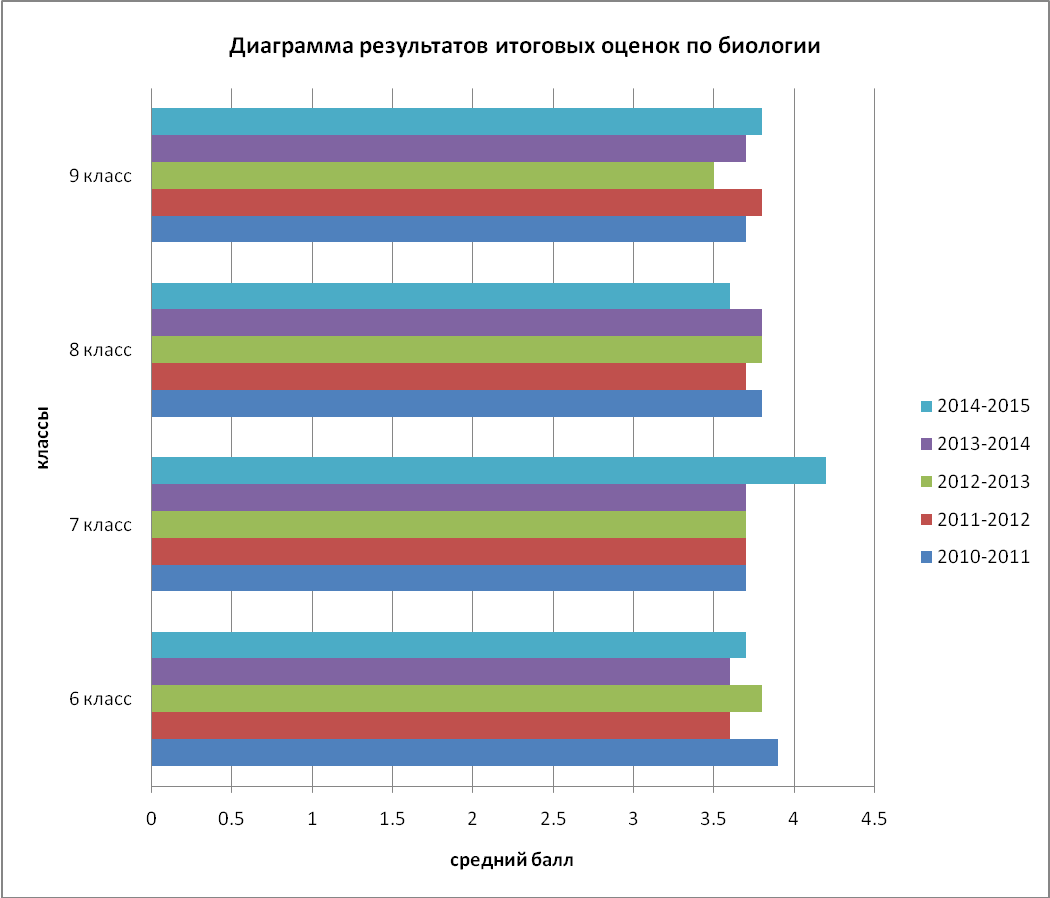 Диаграмма результатов итоговых оценок по биологии
9 класс
8 класс
7 класс
6 класс
классы
0 0.5 1 1.5 2 2.5 3 3.5 4 4.5
средний балл
2014-2015
2013-2014
2012-2013
2011-2012
2010-2011